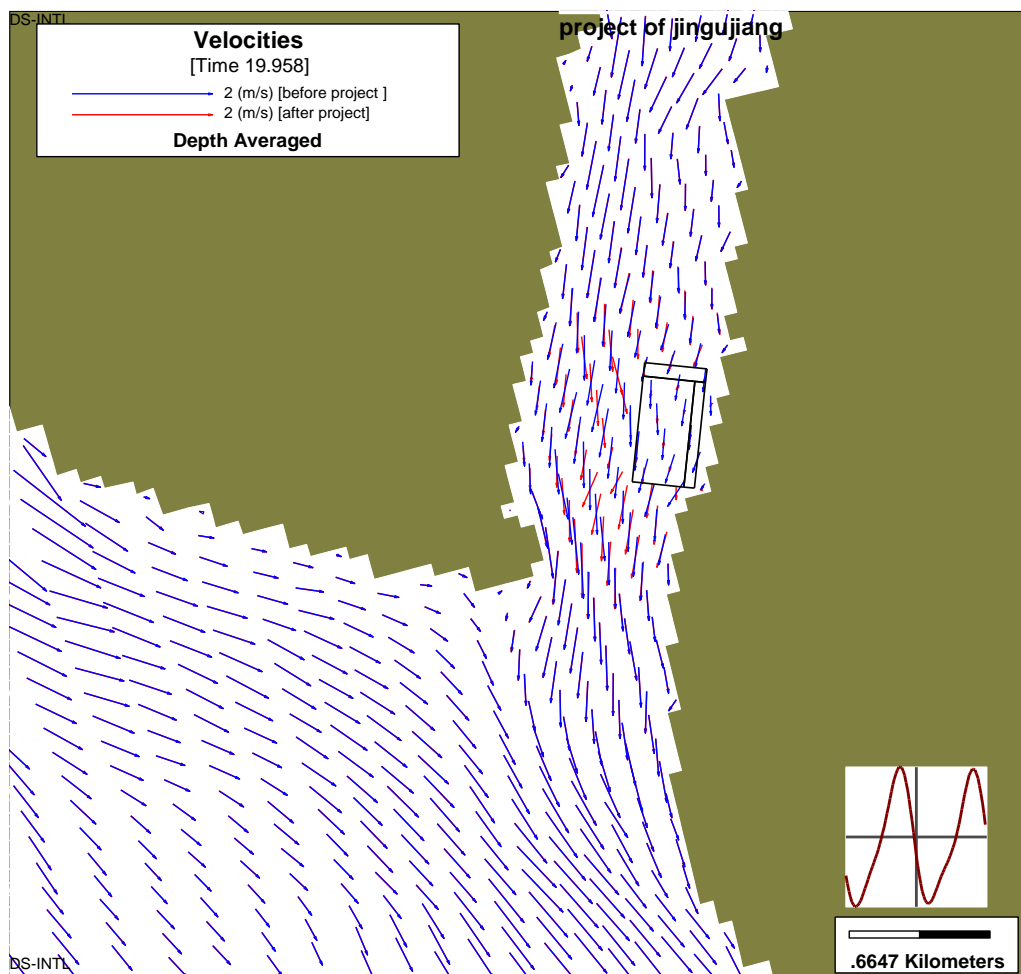 DS-INTL
project of jingujiang
Velocities
[Time 19.958]
2 (m/s) [before project ]
2 (m/s) [after project]
Depth Averaged
.6647 Kilometers
DS-INTL